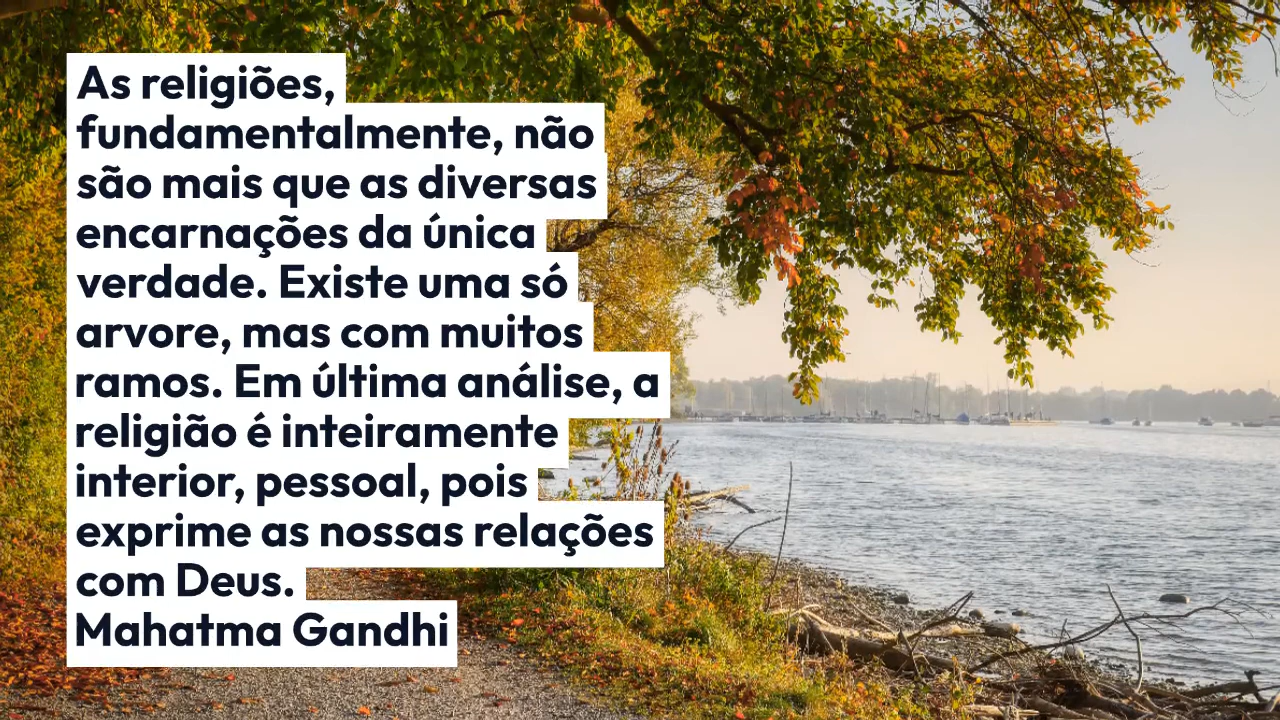 As religiões,
fundamentalmente, não
são mais que as diversas
encarnações da única
verdade. Existe uma só
arvore, mas com muitos
ramos. Em última análise, a
religião é inteiramente
interior, pessoal, pois
exprime as nossas relações
com Deus.
Mahatma Gandhi